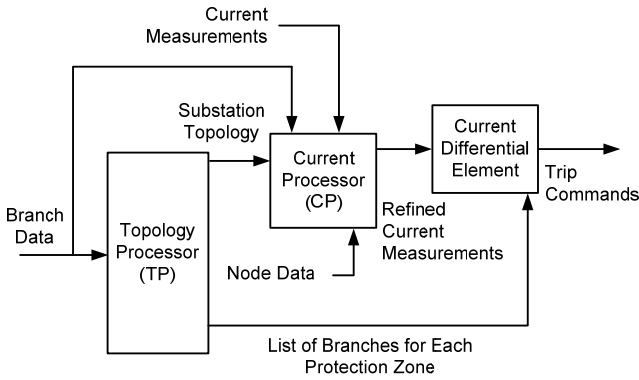 Current
Measurements
Substation
Topology
Current
Processor
(CP)
Current
Differential
Element
Trip
Commands
Branch
Data
Topology
Processor
(TP)
Refined
Current
Measurements
Node Data
List of Branches for Each
Protection Zone